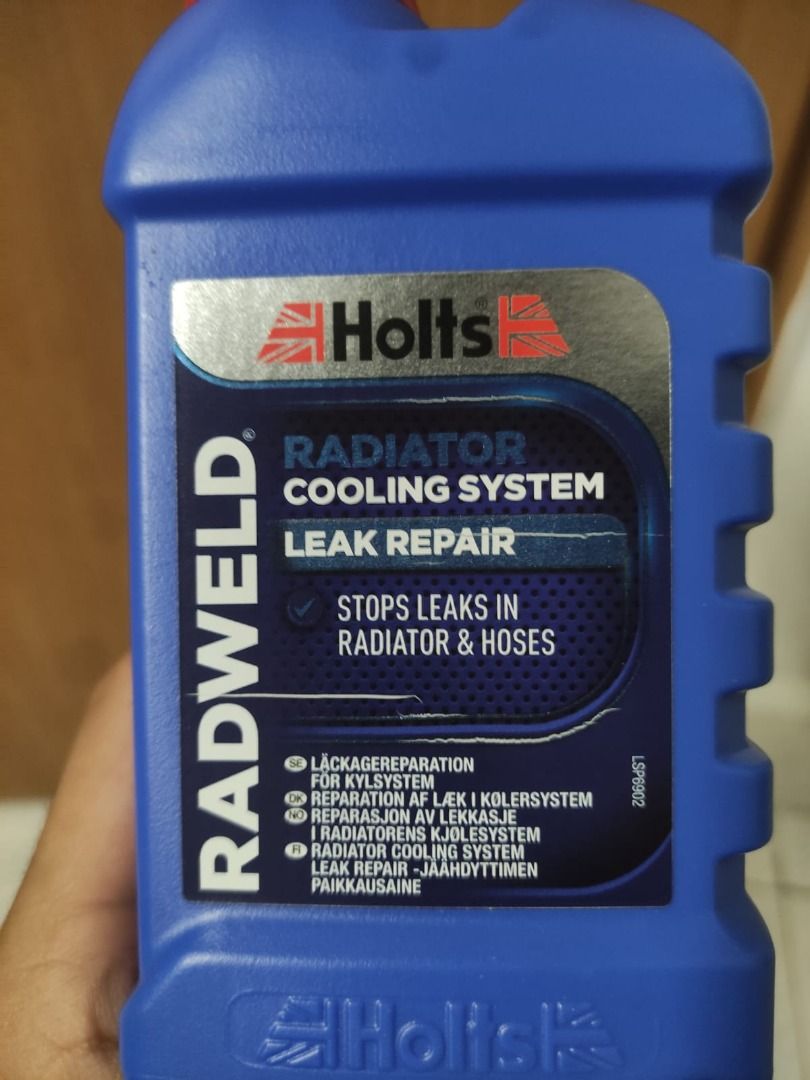 Holts®
RADWELD®
RADIATOR
COOLING SYSTEM
LEAK REPAIR
STOPS LEAKS IN
RADIATOR & HOSES
SE LÄCKAGEREPARATION
FÖR KYLSYSTEM
DK REPARATION AF LÆK I KØLERSYSTEM
NO REPARASJON AV LEKKASJE
I RADIATORENS KJØLESYSTEM
FI RADIATOR COOLING SYSTEM
LEAK REPAIR -JÄÄHDYTTIMEN
PAIKKAUSAINE
LSP6902
Holts